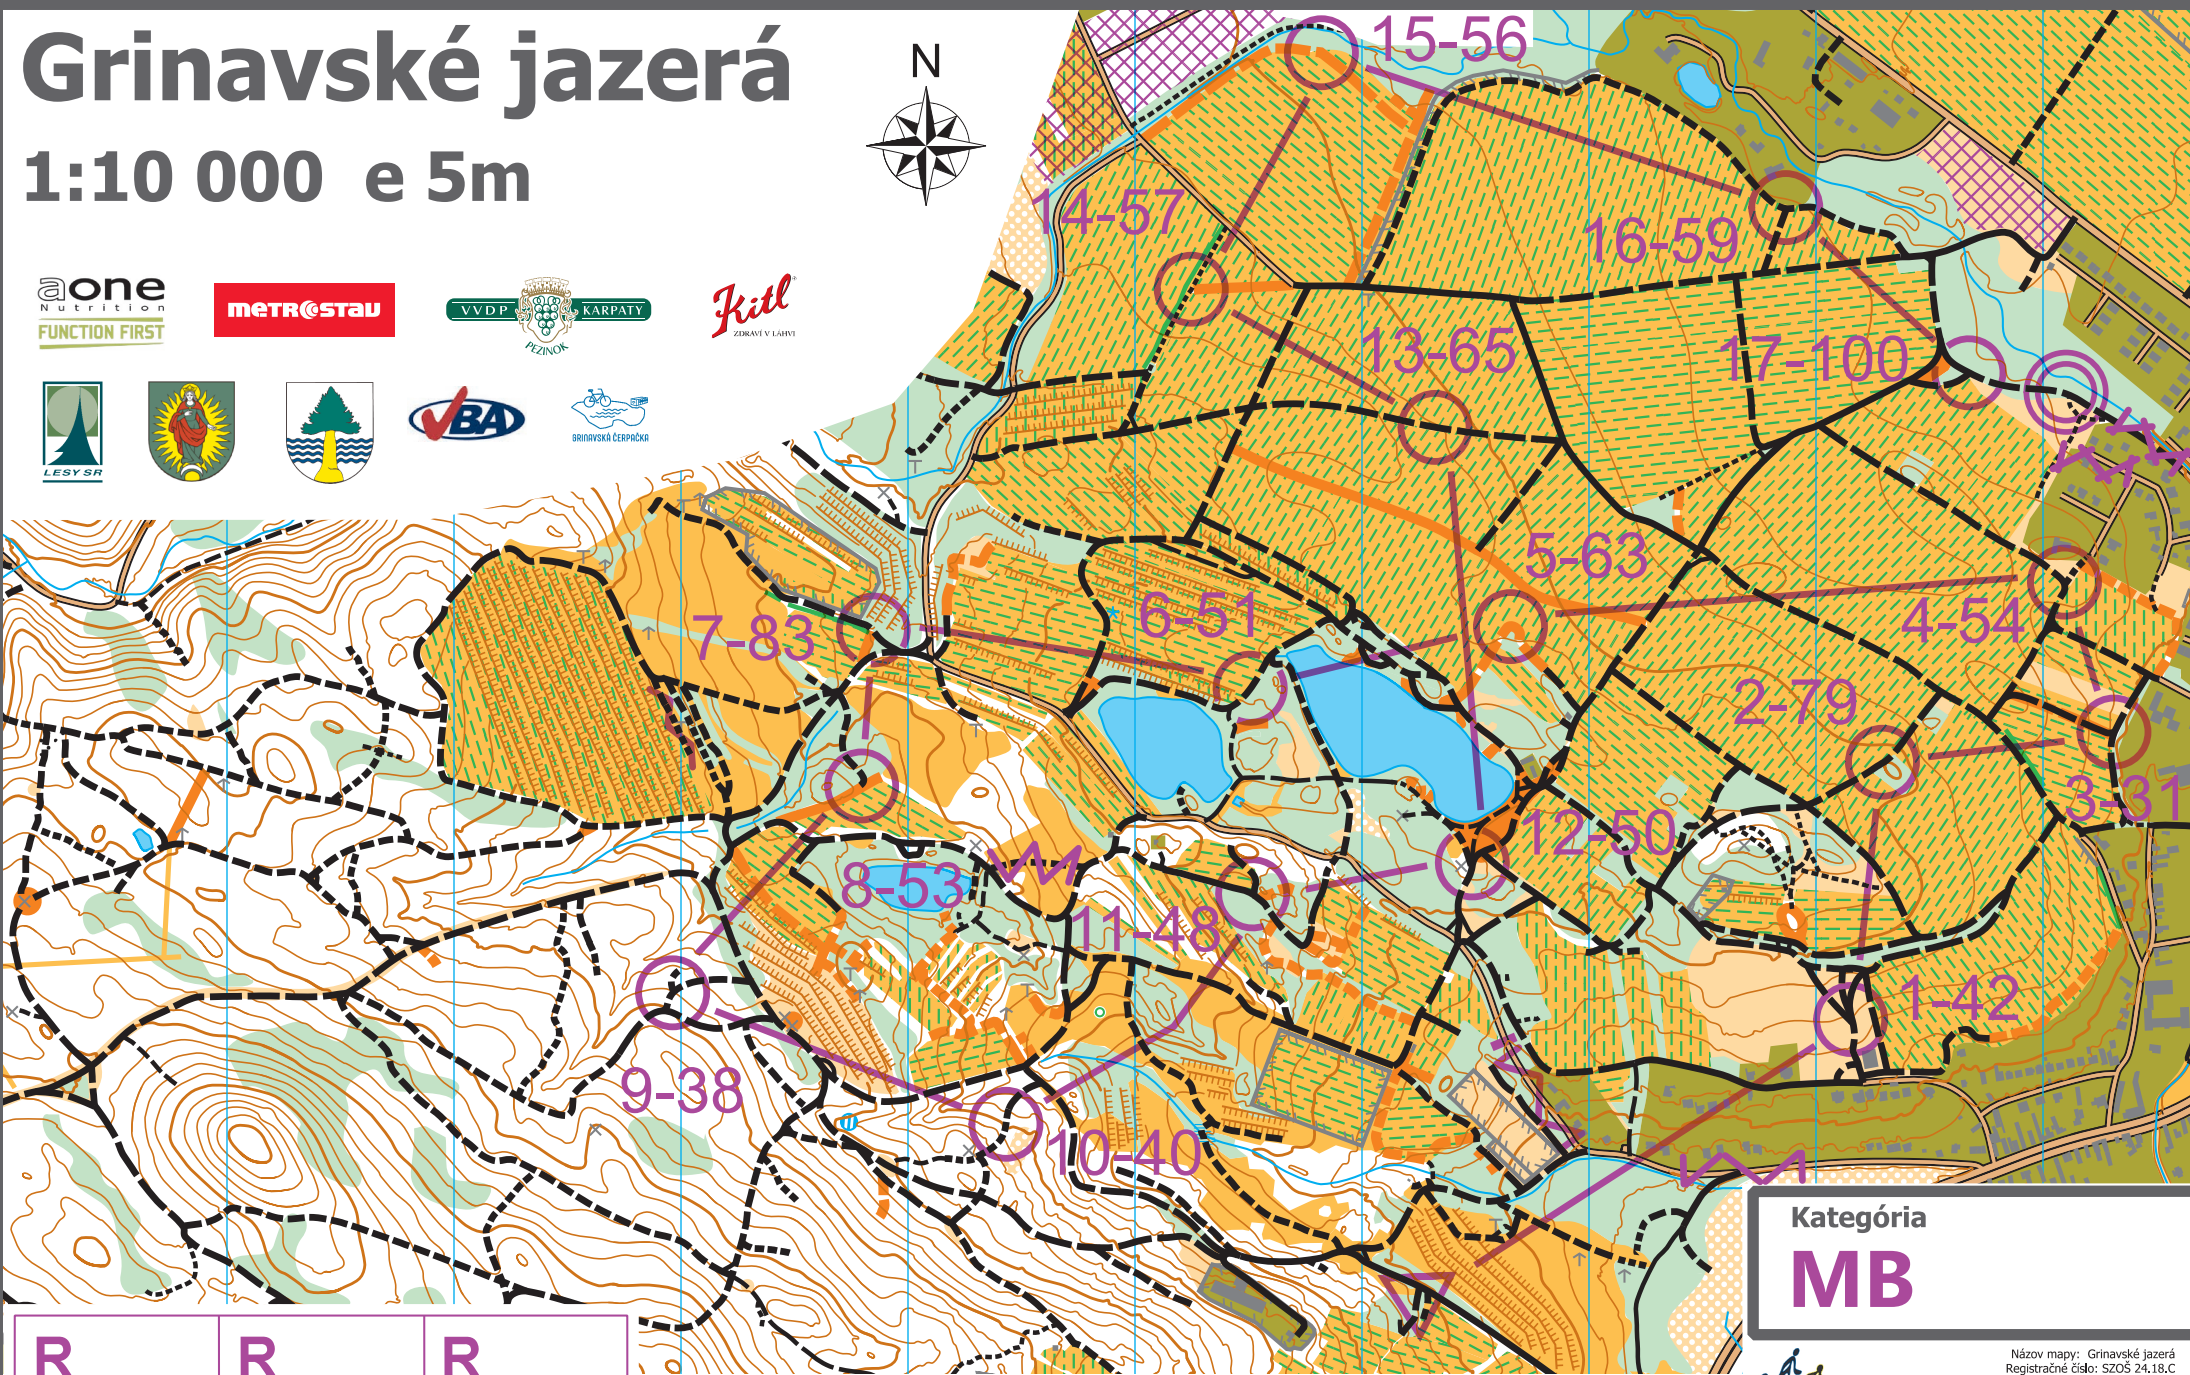 Grinavské jazerá
1:10 000 e 5m
N
aone
Nutrition
FUNCTION FIRST
METROSTAV
VVDP KARPATY
PEZINOK
Kitl
ZDRAVÍ V LÁHVI
LESY SR
VBA
GRINAVSKÁ ČERPAČKA
15-56
14-57
16-59
13-65
17-100
5-63
6-51
7-83
4-54
2-79
3-31
12-50
8-53
11-48
1-42
9-38
10-40
Kategória
MB
R R R
Názov mapy: Grinavské jazerá
Registračné číslo: SZOŠ 24.18.C